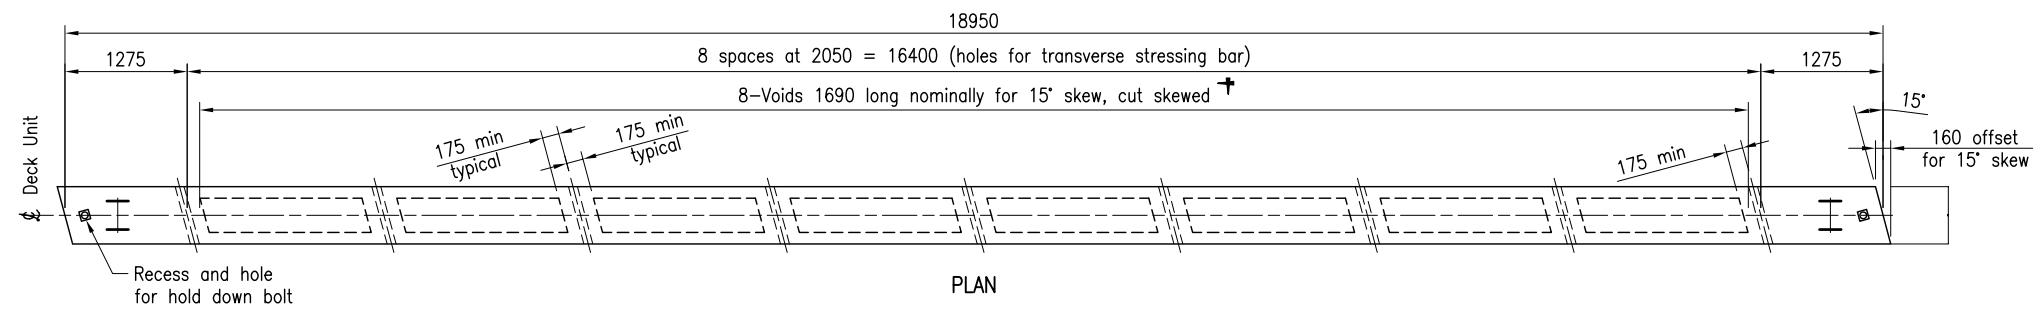 18950
1275
8 spaces at 2050 = 16400 (holes for transverse stressing bar)
1275
8-Voids 1690 long nominally for 15° skew, cut skewed †
15°
175 min
typical
175 min
typical
175 min
160 offset
for 15° skew
℄ Deck Unit
Recess and hole
for hold down bolt
PLAN